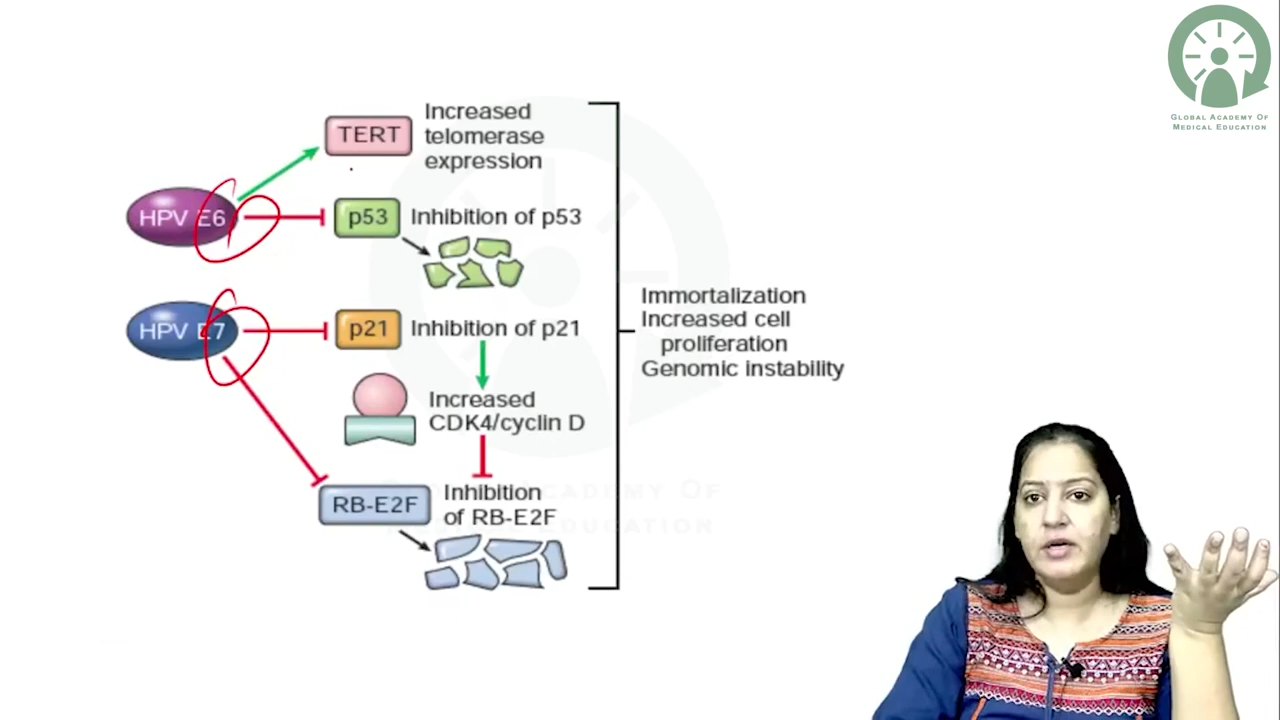 GLOBAL ACADEMY OF
MEDICAL EDUCATION
TERT
Increased
telomerase
expression
HPV E6
p53
Inhibition of p53
HPV E7
p21
Inhibition of p21
Increased
CDK4/cyclin D
RB-E2F
Inhibition
of RB-E2F
Immortalization
Increased cell
proliferation
Genomic instability
GLOBAL ACADEMY OF
MEDICAL EDUCATION